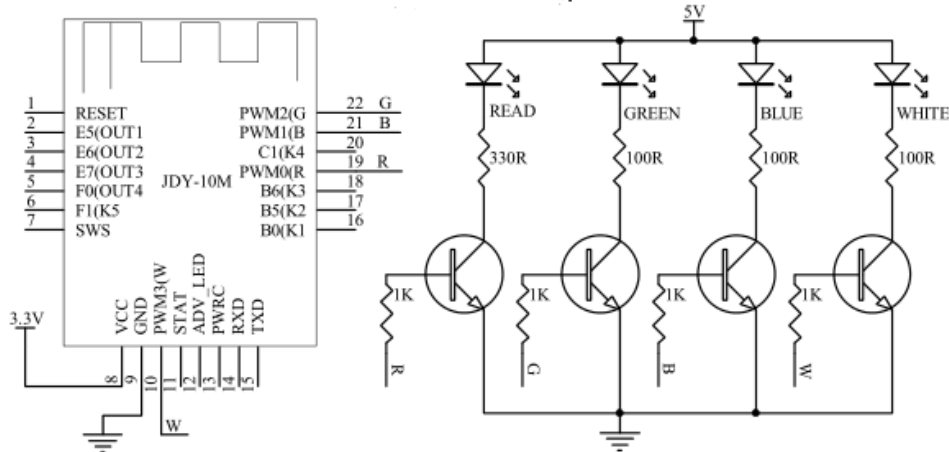 5V
1 RESET
2 E5(OUT1
3 E6(OUT2
4 E7(OUT3
5 F0(OUT4
6 F1(K5
7 SWS
JDY-10M
PWM2(G 22 G
PWM1(B 21 B
C1(K4 20
PWM0(R 19 R
B6(K3 18
B5(K2 17
B0(K1 16
3.3V
VCC 8
GND 9
PWM3(W 10
STAT 11
ADV_LED 12
PWRC 13
RXD 14
TXD 15
W
READ
GREEN
BLUE
WHITE
330R
100R
100R
100R
1K
1K
1K
1K
R
G
B
W